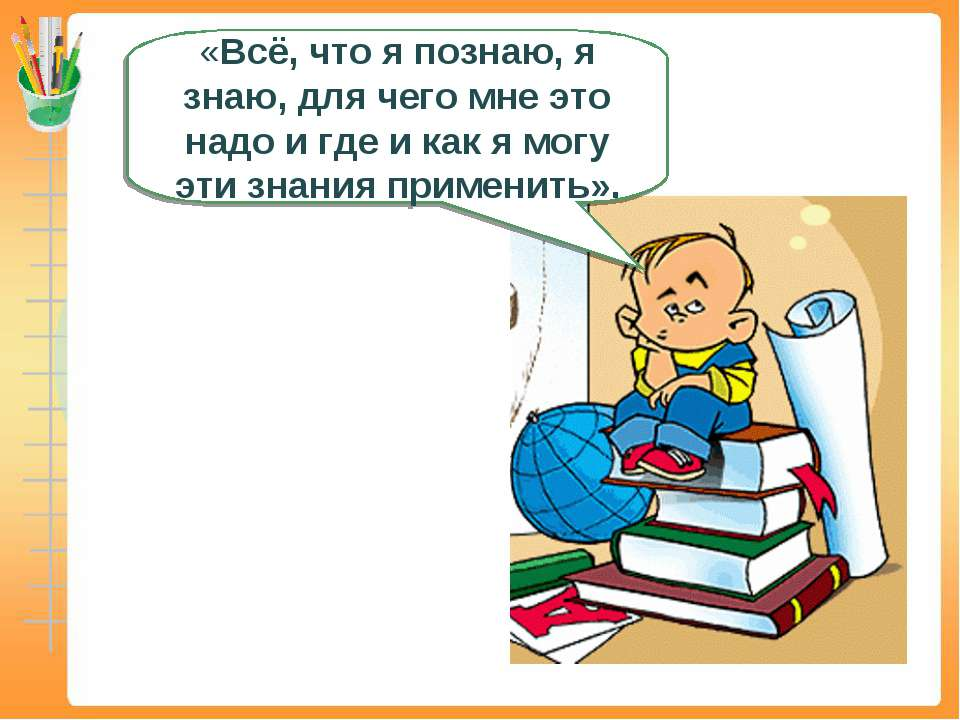 «Всё, что я познаю, я
знаю, для чего мне это
надо и где и как я могу
эти знания применить».
А